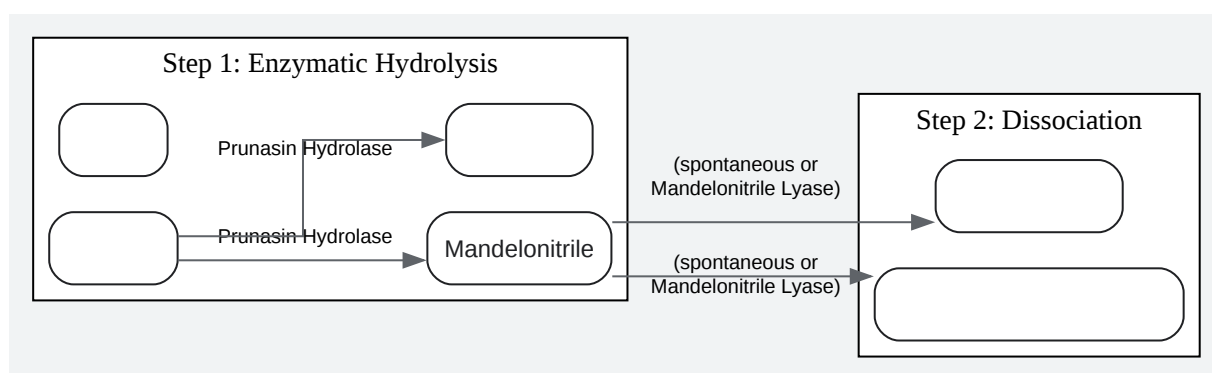 Step 1: Enzymatic Hydrolysis
Prunasin Hydrolase
Prunasin Hydrolase
Mandelonitrile
(spontaneous or
Mandelonitrile Lyase)
(spontaneous or
Mandelonitrile Lyase)
Step 2: Dissociation